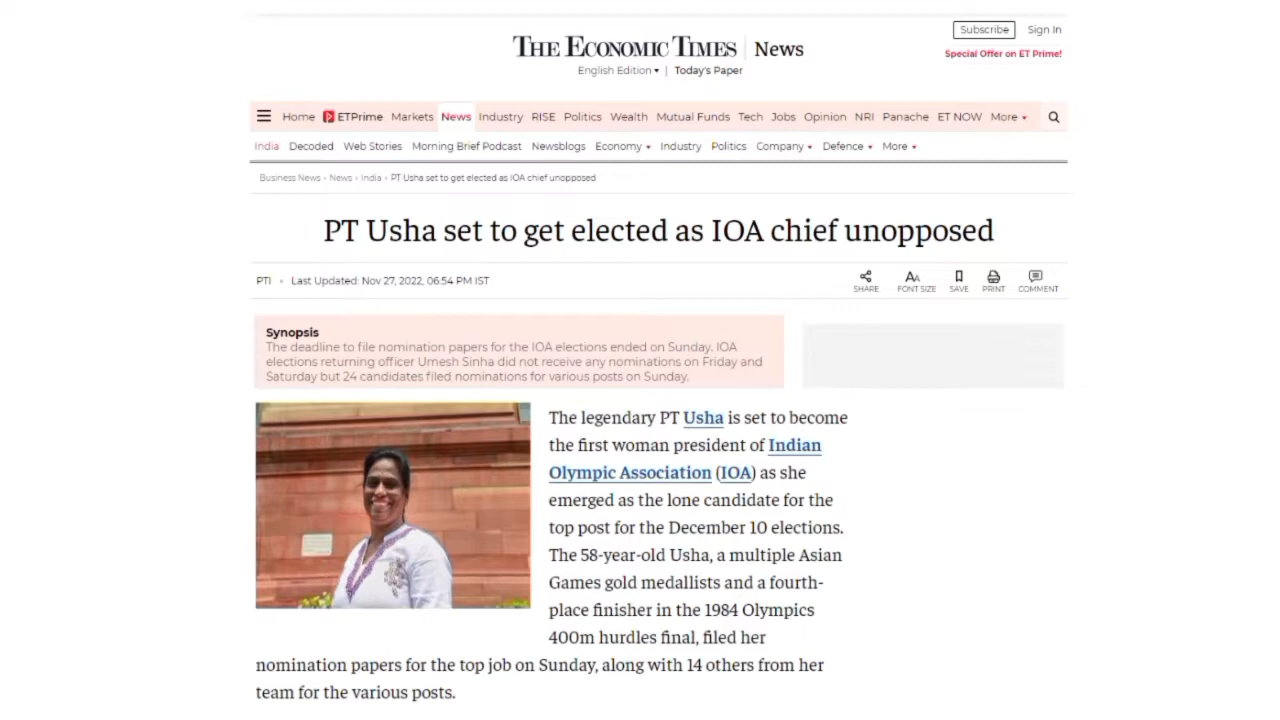 Subscribe Sign In
THE ECONOMIC TIMES | News
Special Offer on ET Prime!
English Edition | Today's Paper
Home ETPrime Markets News Industry RISE Politics Wealth Mutual Funds Tech Jobs Opinion NRI Panache ET NOW More
India Decoded Web Stories Morning Brief Podcast Newsblogs Economy Industry Politics Company Defence More
Business News › News › India › PT Usha set to get elected as IOA chief unopposed
PT Usha set to get elected as IOA chief unopposed
PTI • Last Updated: Nov 27, 2022, 06:54 PM IST
SHARE FONT SIZE SAVE PRINT COMMENT
Synopsis
The deadline to file nomination papers for the IOA elections ended on Sunday. IOA
elections returning officer Umesh Sinha did not receive any nominations on Friday and
Saturday but 24 candidates filed nominations for various posts on Sunday.
The legendary PT Usha is set to become
the first woman president of Indian
Olympic Association (IOA) as she
emerged as the lone candidate for the
top post for the December 10 elections.
The 58-year-old Usha, a multiple Asian
Games gold medallists and a fourth-
place finisher in the 1984 Olympics
400m hurdles final, filed her
nomination papers for the top job on Sunday, along with 14 others from her
team for the various posts.